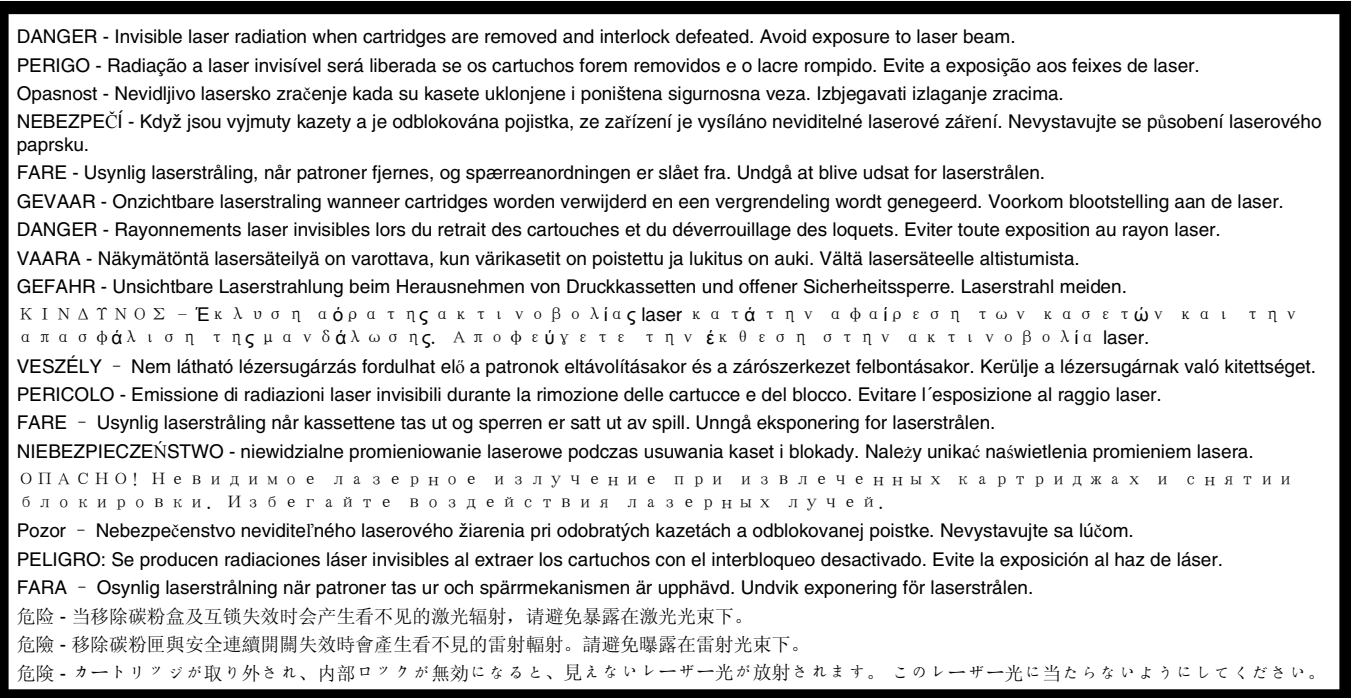 DANGER - Invisible laser radiation when cartridges are removed and interlock defeated. Avoid exposure to laser beam.
PERIGO - Radiação a laser invisível será liberada se os cartuchos forem removidos e o lacre rompido. Evite a exposição aos feixes de laser.
Opasnost - Nevidljivo lasersko zračenje kada su kasete uklonjene i poništena sigurnosna veza. Izbjegavati izlaganje zracima.
NEBEZPEČÍ - Když jsou vyjmuty kazety a je odblokována pojistka, ze zařízení je vysíláno neviditelné laserové záření. Nevystavujte se působení laserového
paprsku.
FARE - Usynlig laserstråling, når patroner fjernes, og spærreanordningen er slået fra. Undgå at blive udsat for laserstrålen.
GEVAAR - Onzichtbare laserstraling wanneer cartridges worden verwijderd en een vergrendeling wordt genegeerd. Voorkom blootstelling aan de laser.
DANGER - Rayonnements laser invisibles lors du retrait des cartouches et du déverrouillage des loquets. Eviter toute exposition au rayon laser.
VAARA - Näkymätöntä lasersäteilyä on varottava, kun värikasetit on poistettu ja lukitus on auki. Vältä lasersäteelle altistumista.
GEFAHR - Unsichtbare Laserstrahlung beim Herausnehmen von Druckkassetten und offener Sicherheitssperre. Laserstrahl meiden.
ΚΙΝΔΥΝΟΣ – Έκλυση αόρατης ακτινοβολίας laser κατά την αφαίρεση των κασετών και την
απασφάλιση της μανδάλωσης. Αποφεύγετε την έκθεση στην ακτινοβολία laser.
VESZÉLY – Nem látható lézersugárzás fordulhat elő a patronok eltávolításakor és a zárószerkezet felbontásakor. Kerülje a lézersugárnak való kitettséget.
PERICOLO - Emissione di radiazioni laser invisibili durante la rimozione delle cartucce e del blocco. Evitare l´esposizione al raggio laser.
FARE – Usynlig laserstråling når kassettene tas ut og sperren er satt ut av spill. Unngå eksponering for laserstrålen.
NIEBEZPIECZEŃSTWO - niewidzialne promieniowanie laserowe podczas usuwania kaset i blokady. Należy unikać naświetlenia promieniem lasera.
ОПАСНО! Невидимое лазерное излучение при извлеченных картриджах и снятии
блокировки. Избегайте воздействия лазерных лучей.
Pozor – Nebezpečenstvo neviditeľného laserového žiarenia pri odobratých kazetách a odblokovanej poistke. Nevystavujte sa lúčom.
PELIGRO: Se producen radiaciones láser invisibles al extraer los cartuchos con el interbloqueo desactivado. Evite la exposición al haz de láser.
FARA – Osynlig laserstrålning när patroner tas ur och spärrmekanismen är upphävd. Undvik exponering för laserstrålen.
危险 - 当移除碳粉盒及互锁失效时会产生看不见的激光辐射，请避免暴露在激光光束下。
危險 - 移除碳粉匣與安全連續開關失效時會產生看不見的雷射輻射。請避免曝露在雷射光束下。
危険 - カートリッジが取り外され、内部ロックが無効になると、見えないレーザー光が放射されます。 このレーザー光に当たらないようにしてください。